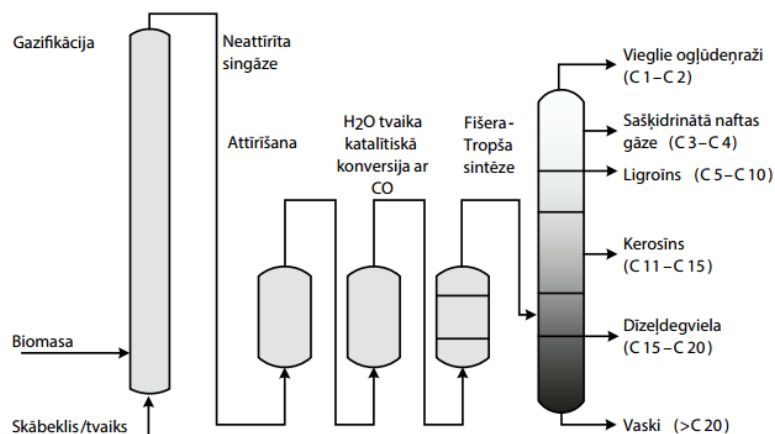 Gazifikācija
Neattīrīta
singāze
Attīrīšana
H2O tvaika
katalītiskā
konversija ar
CO
Fišera-
Tropša
sintēze
Vieglie ogļūdeņraži
(C 1–C 2)
Sašķidrinātā naftas
gāze (C 3–C 4)
Ligroīns (C 5–C 10)
Kerosīns
(C 11–C 15)
Dīzeļdegviela
(C 15–C 20)
Vaski (>C 20)
Biomasa
Skābeklis/tvaiks